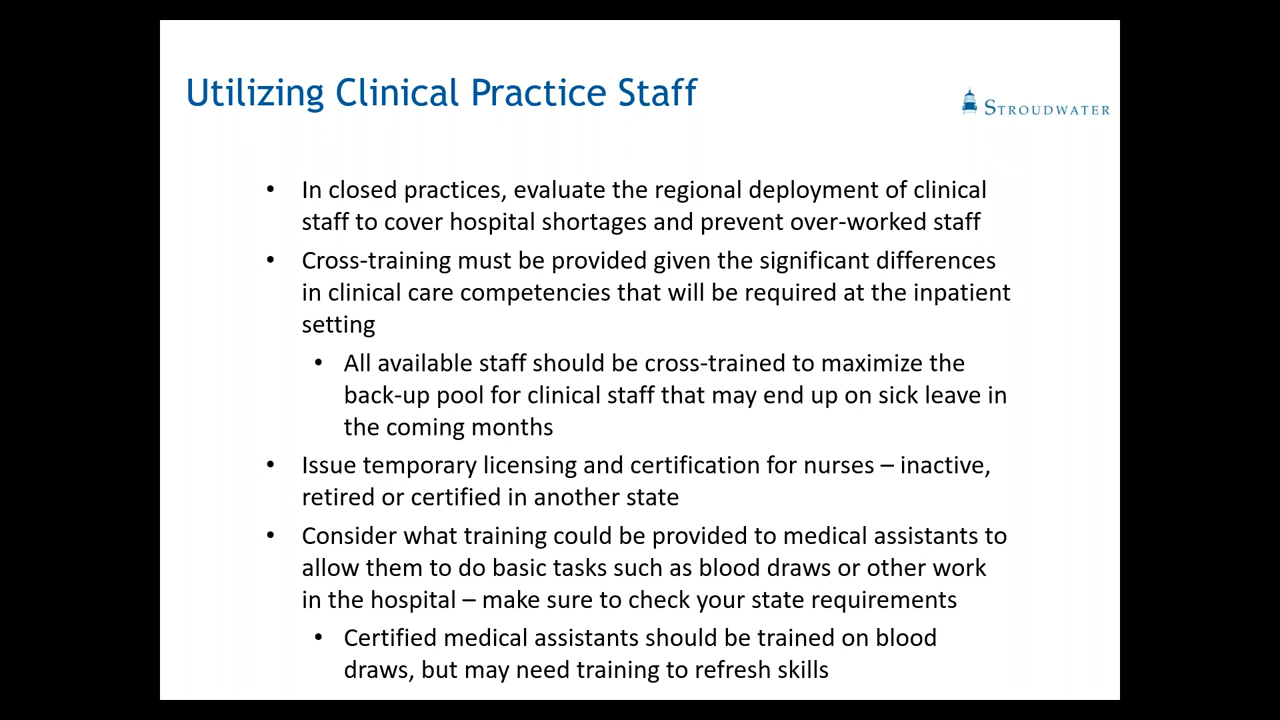 Utilizing Clinical Practice Staff
STROUDWATER
• In closed practices, evaluate the regional deployment of clinical
staff to cover hospital shortages and prevent over-worked staff
• Cross-training must be provided given the significant differences
in clinical care competencies that will be required at the inpatient
setting
• All available staff should be cross-trained to maximize the
back-up pool for clinical staff that may end up on sick leave in
the coming months
• Issue temporary licensing and certification for nurses – inactive,
retired or certified in another state
• Consider what training could be provided to medical assistants to
allow them to do basic tasks such as blood draws or other work
in the hospital – make sure to check your state requirements
• Certified medical assistants should be trained on blood
draws, but may need training to refresh skills